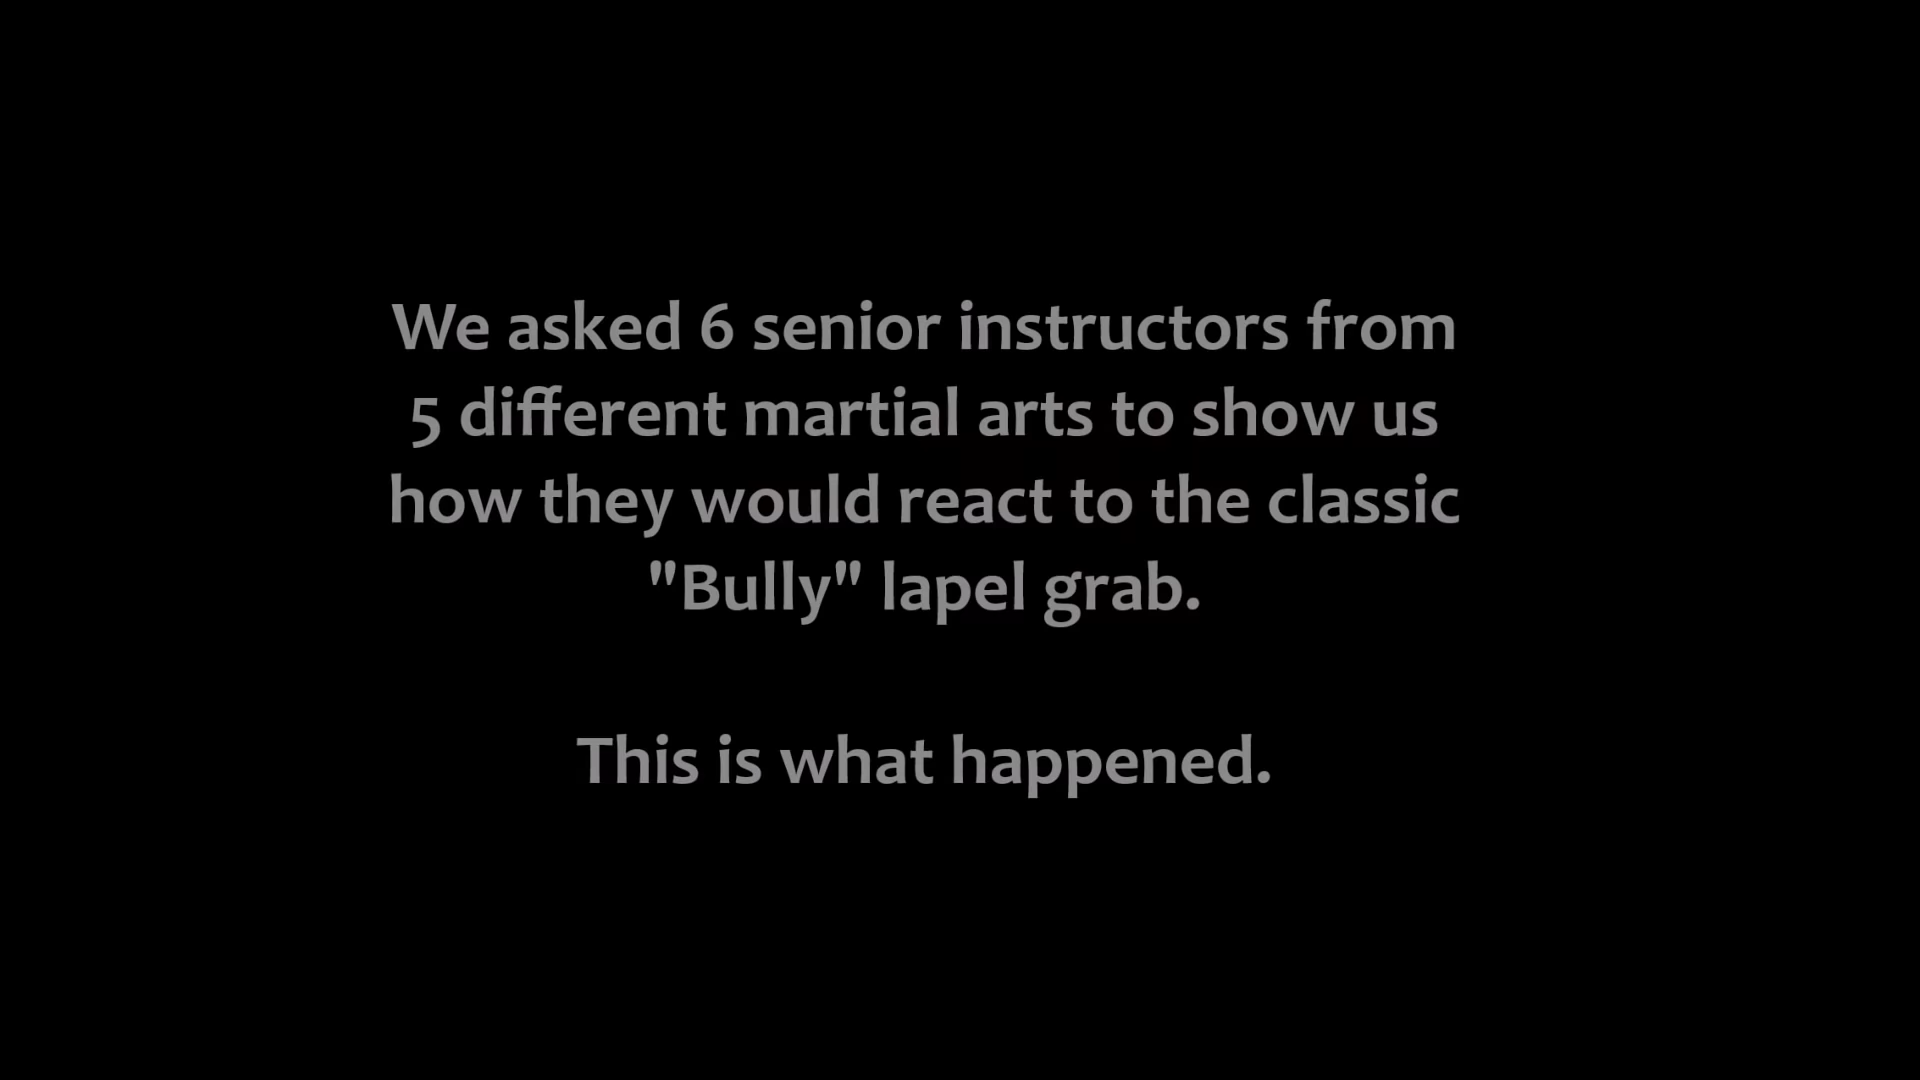 We asked 6 senior instructors from
5 different martial arts to show us
how they would react to the classic
"Bully" lapel grab.
This is what happened.